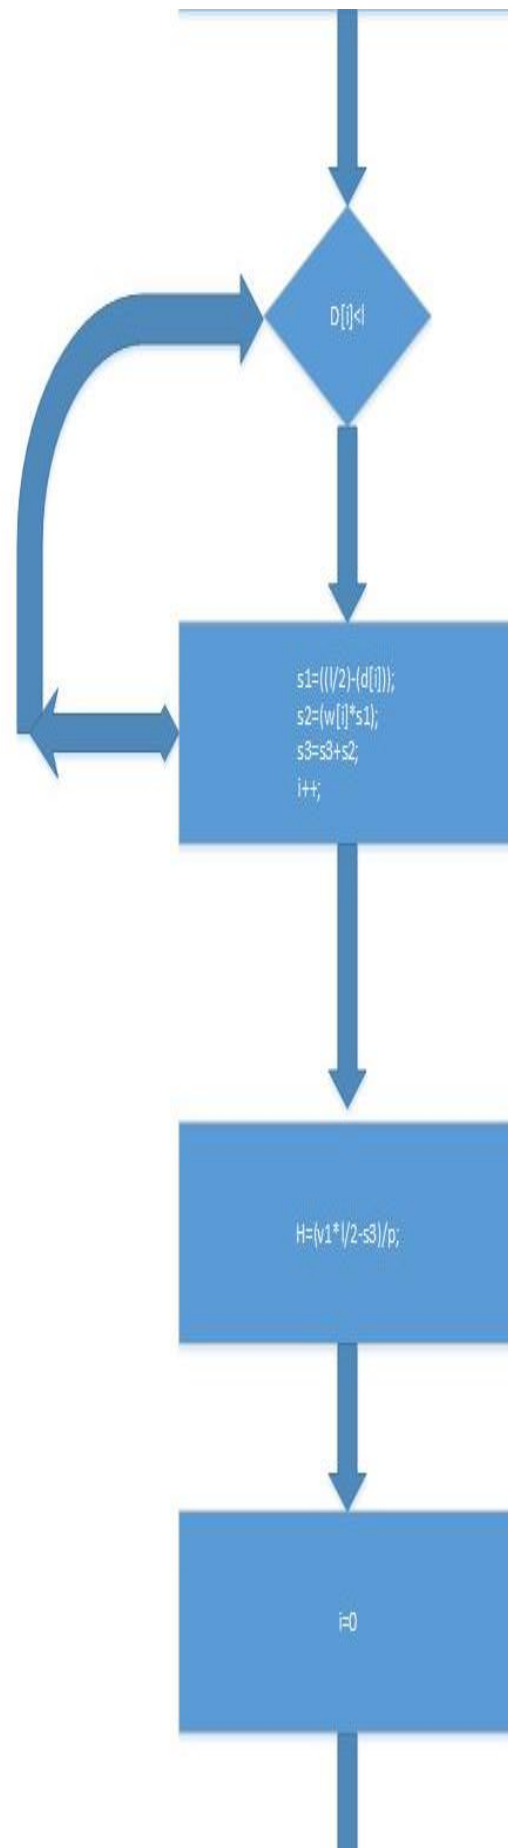 D[i]<l
s1=((l/2)-(d[i]));
s2=(w[i]*s1);
s3=s3+s2;
i++;
H=(v1*l/2-s3)/p;
i=0